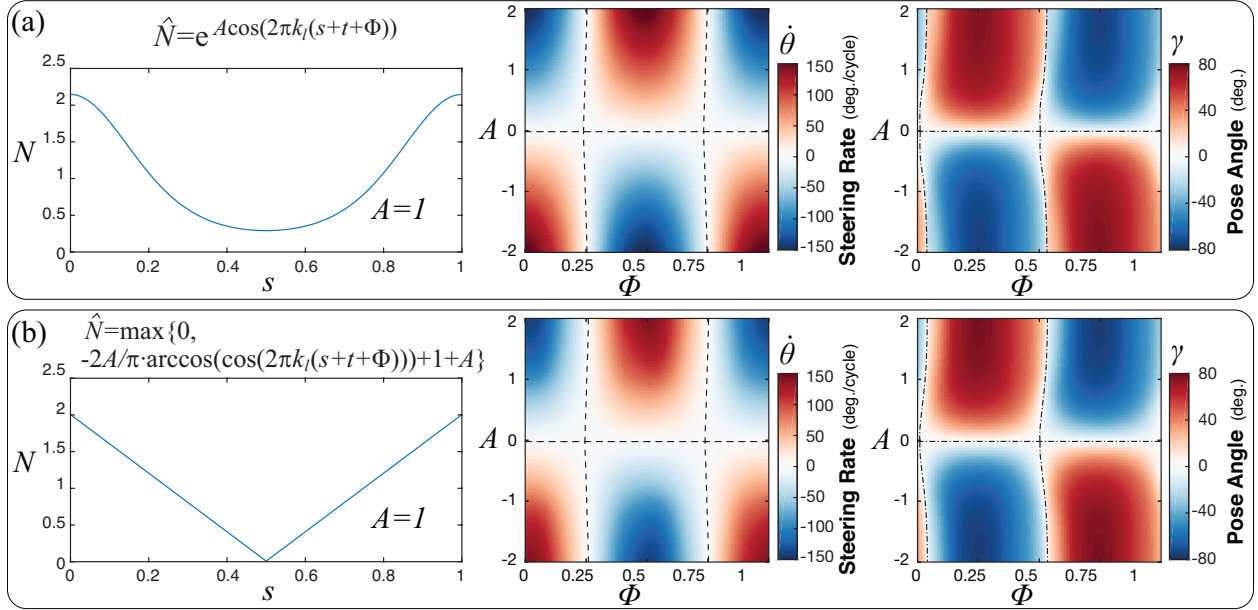 (a)
N̂=e^{Acos(2πk_l(s+t+Φ))}
2.5
2
1.5
1
0.5
0
N
A=1
0 0.2 0.4 0.6 0.8 1
s
2
1
0
-1
-2
A
0 0.25 0.5 0.75 1
Φ
θ̇
150
100
50
0
-50
-100
-150
Steering Rate (deg./cycle)
2
1
0
-1
-2
A
0 0.25 0.5 0.75 1
Φ
γ
80
40
0
-40
-80
Pose Angle (deg.)
(b)
N̂=max{0,
-2A/π·arccos(cos(2πk_l(s+t+Φ)))+1+A}
2.5
2
1.5
1
0.5
0
N
A=1
0 0.2 0.4 0.6 0.8 1
s
2
1
0
-1
-2
A
0 0.25 0.5 0.75 1
Φ
θ̇
150
100
50
0
-50
-100
-150
Steering Rate (deg./cycle)
2
1
0
-1
-2
A
0 0.25 0.5 0.75 1
Φ
γ
80
40
0
-40
-80
Pose Angle (deg.)